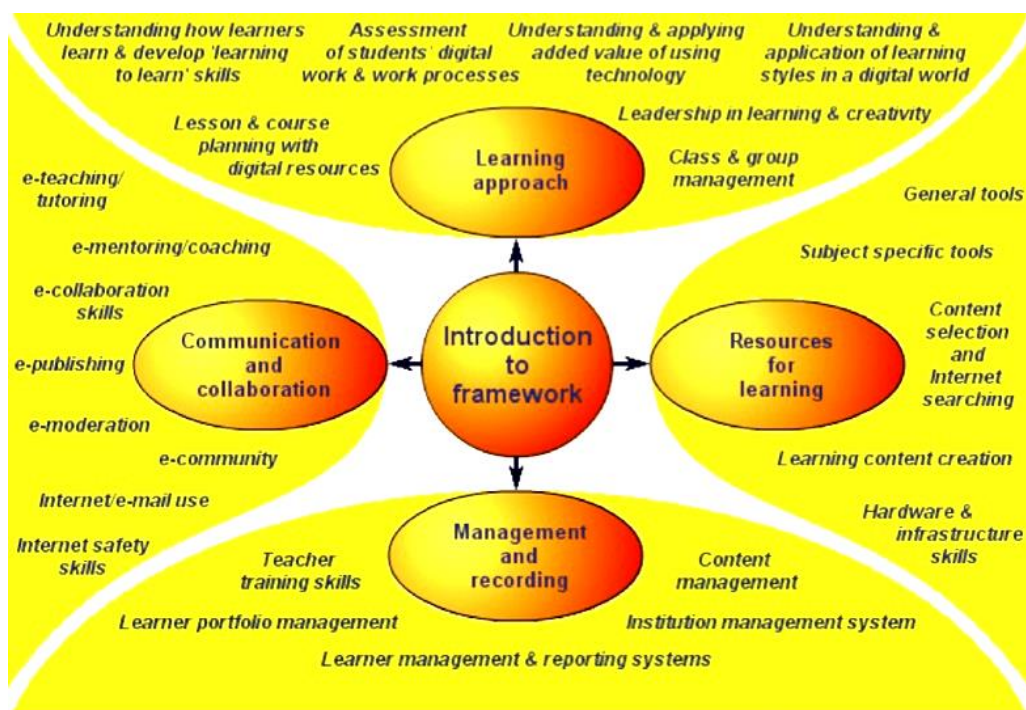 Understanding how learners
learn & develop 'learning
to learn' skills
Assessment
of students' digital
work & work processes
Understanding & applying
added value of using
technology
Understanding &
application of learning
styles in a digital world
Lesson & course
planning with
digital resources
Learning
approach
Leadership in learning & creativity
Class & group
management
e-teaching/
tutoring
e-mentoring/coaching
e-collaboration
skills
Communication
and
collaboration
e-publishing
e-moderation
e-community
Internet/e-mail use
Internet safety
skills
Introduction
to
framework
General tools
Subject specific tools
Resources
for
learning
Content
selection
and
Internet
searching
Learning content creation
Hardware &
infrastructure
skills
Management
and
recording
Teacher
training skills
Content
management
Learner portfolio management
Institution management system
Learner management & reporting systems